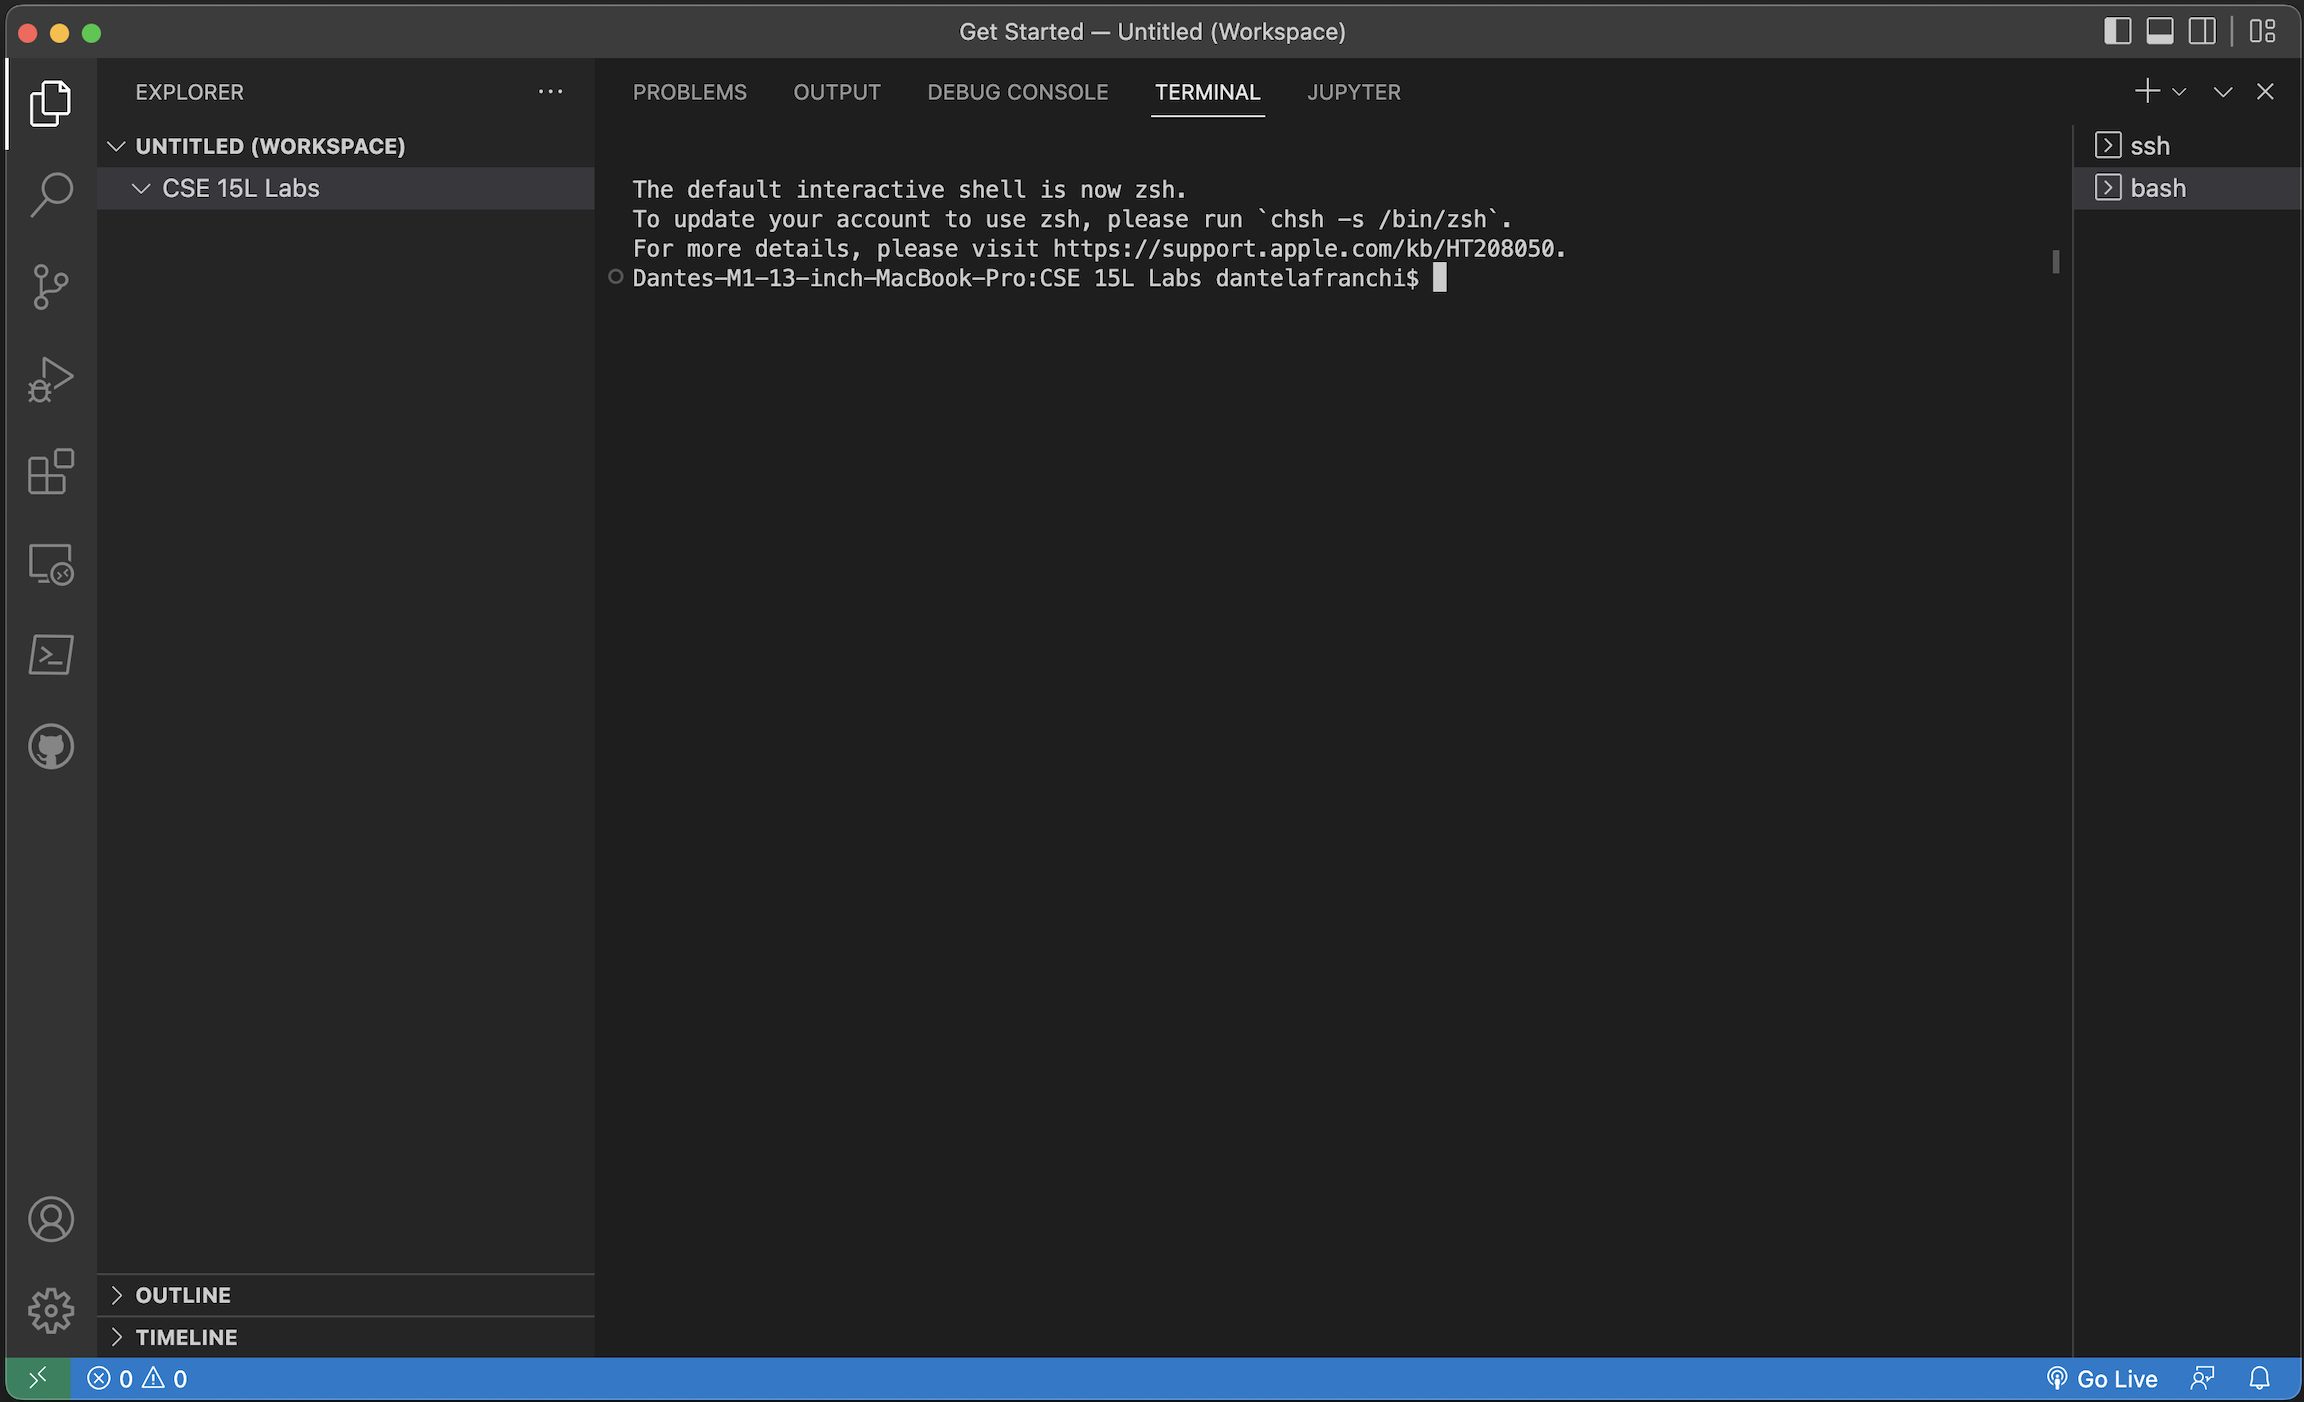 Get Started — Untitled (Workspace)
EXPLORER
UNTITLED (WORKSPACE)
CSE 15L Labs
PROBLEMS OUTPUT DEBUG CONSOLE TERMINAL JUPYTER
The default interactive shell is now zsh.
To update your account to use zsh, please run `chsh -s /bin/zsh`.
For more details, please visit https://support.apple.com/kb/HT208050.
Dantes-M1-13-inch-MacBook-Pro:CSE 15L Labs dantelafranchi$
ssh
bash
OUTLINE
TIMELINE
0 0
Go Live